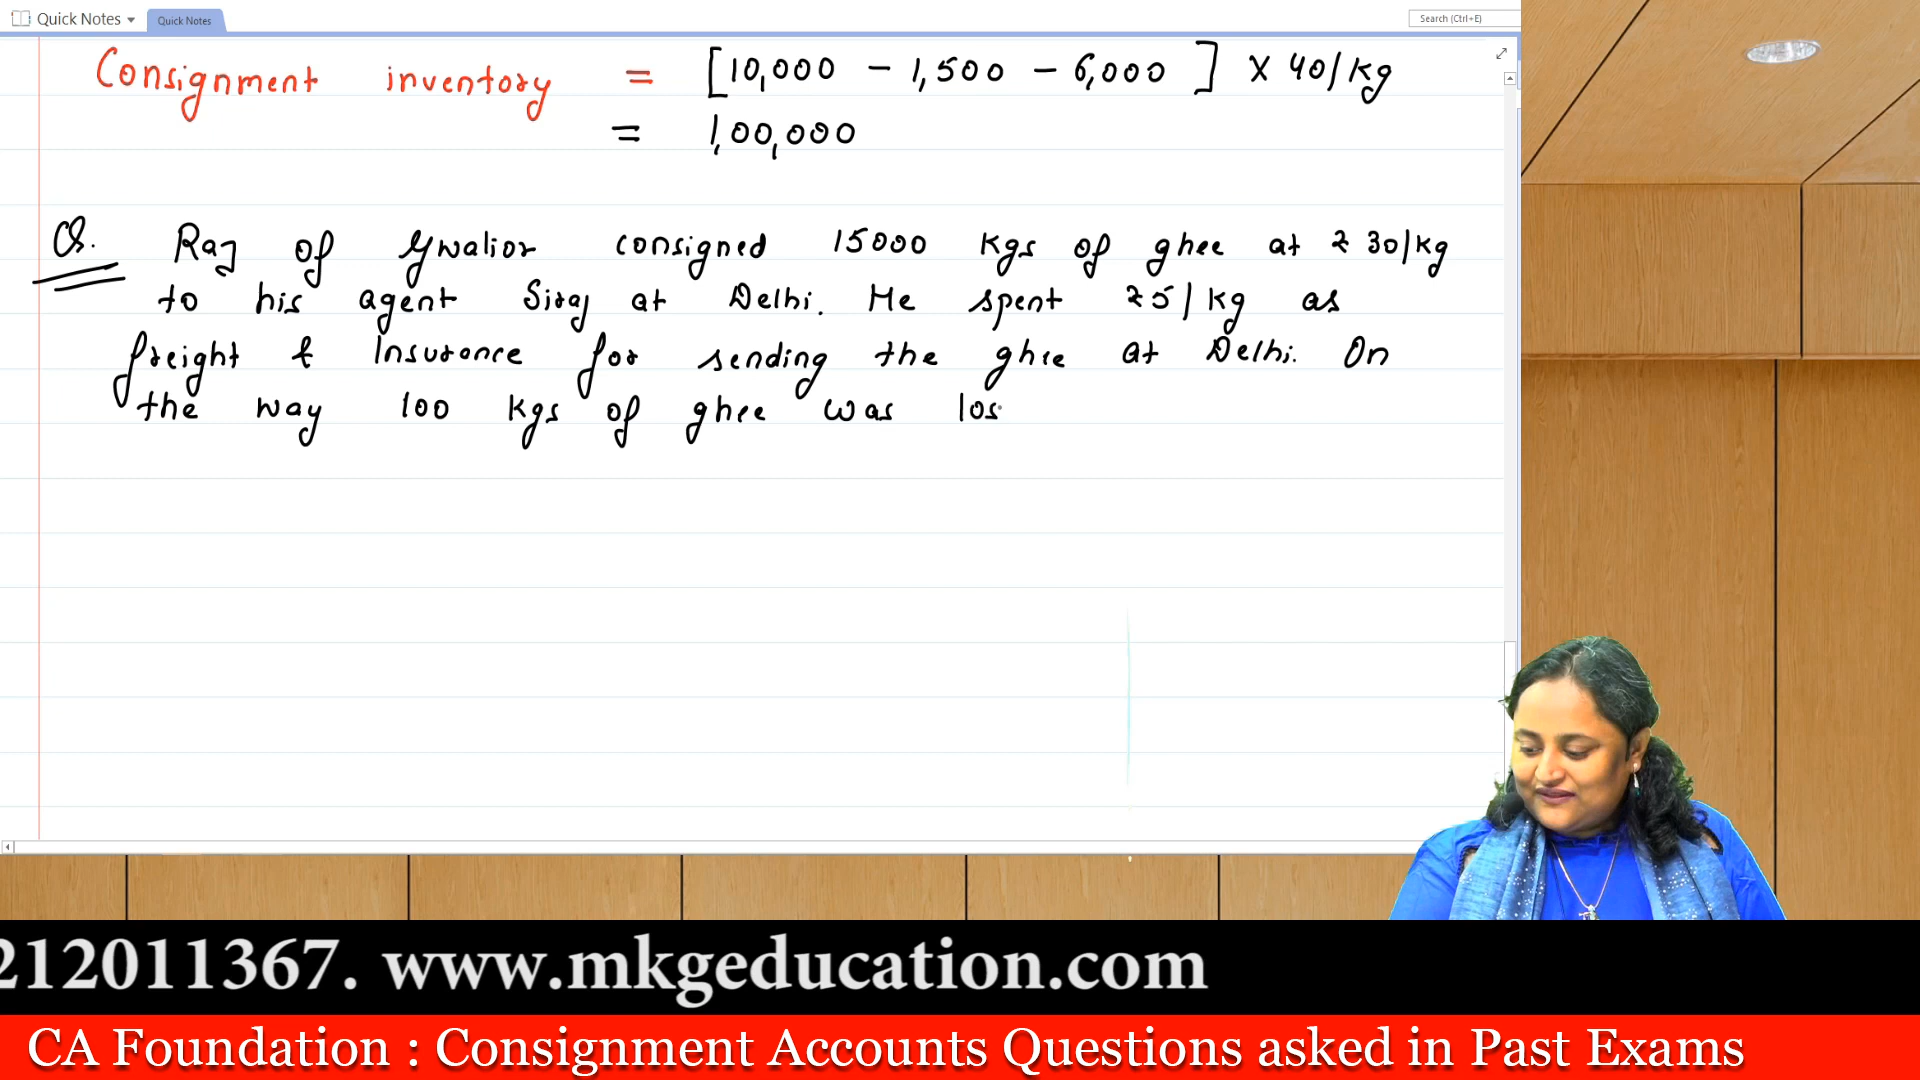 Quick Notes
Quick Notes
Search (Ctrl+E)
Consignment inventory = [10,000 - 1,500 - 6,000] X 40/kg
= 1,00,000
Q. Raj of Gwalior consigned 15000 kgs of ghee at ₹ 30/kg
to his agent Siraj at Delhi. He spent ₹5/kg as
freight & Insurance for sending the ghee at Delhi. On
the way 100 kgs of ghee was los
212011367. www.mkgeducation.com
CA Foundation : Consignment Accounts Questions asked in Past Exams